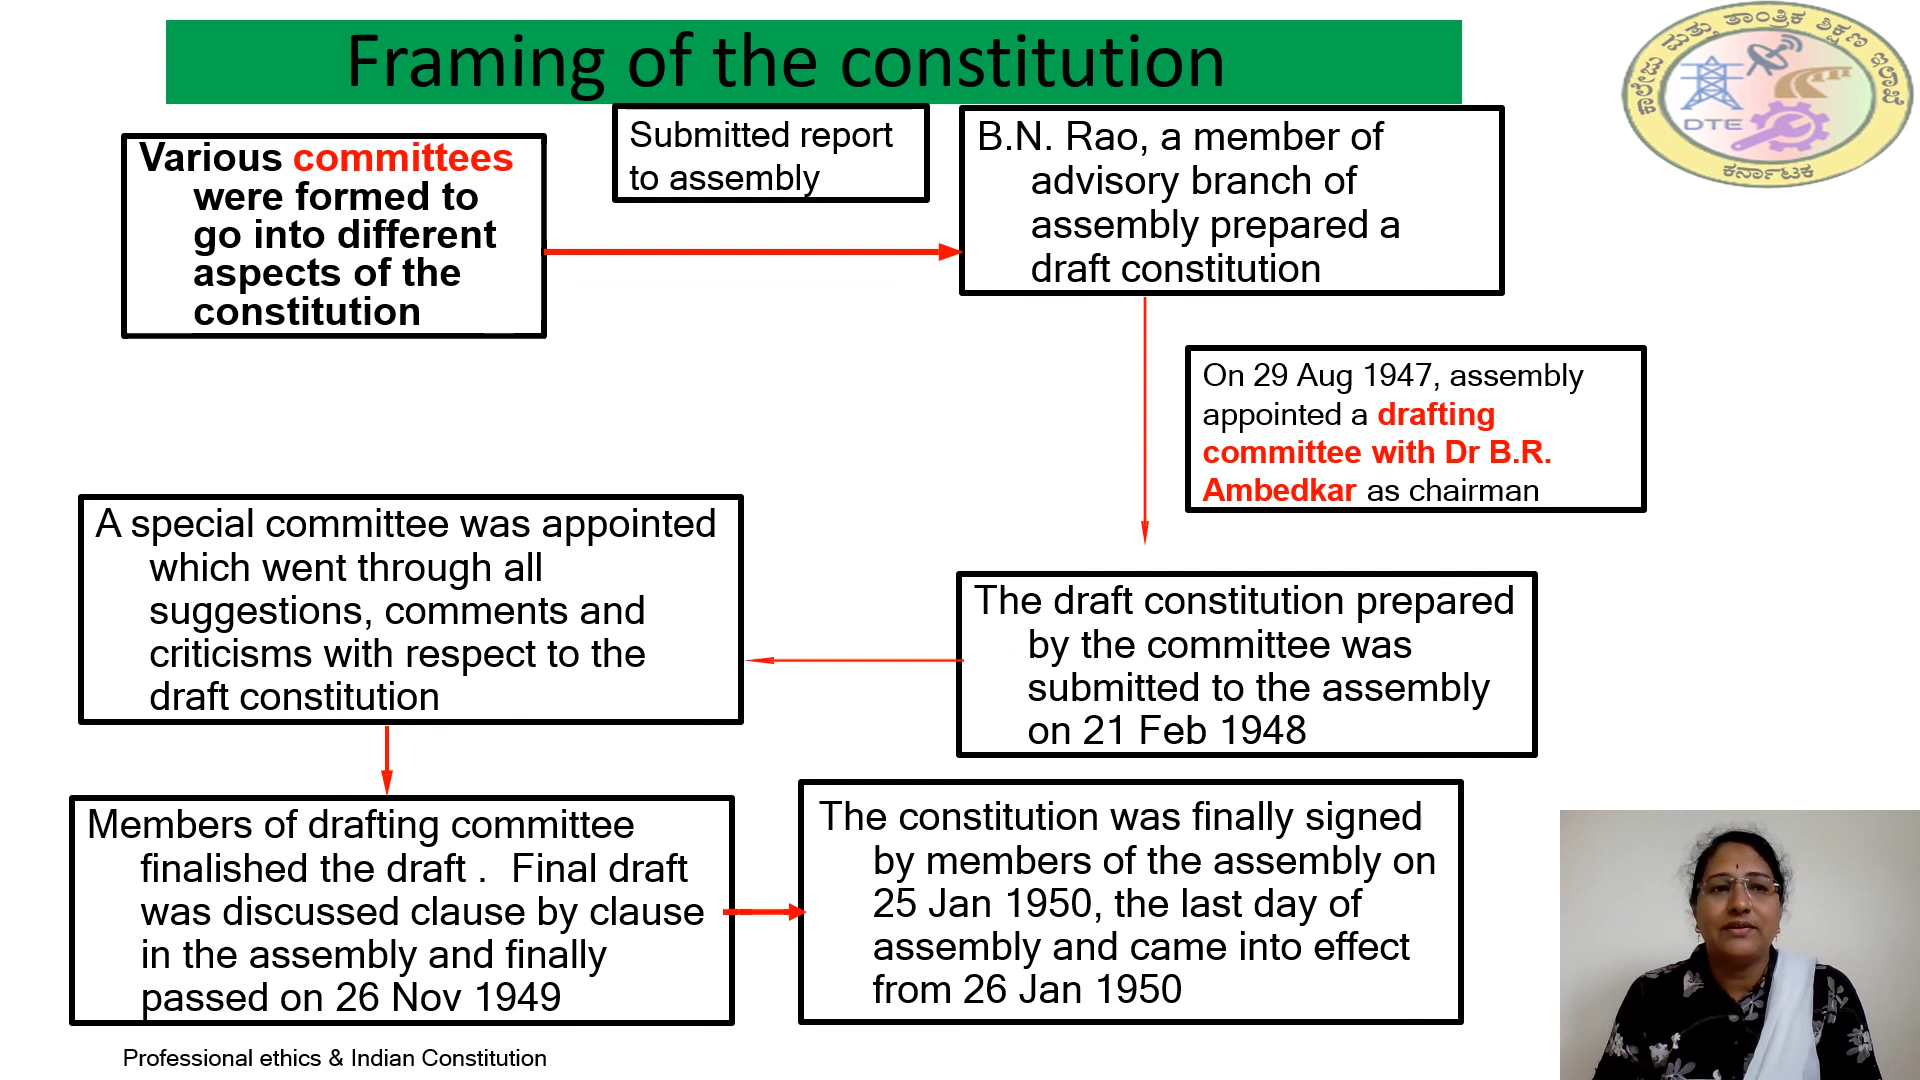 Framing of the constitution
ಕಾಲೇಜು ಮತ್ತು ತಾಂತ್ರಿಕ ಶಿಕ್ಷಣ ಇಲಾಖೆ
DTE
ಕರ್ನಾಟಕ
Various committees
were formed to
go into different
aspects of the
constitution
Submitted report
to assembly
B.N. Rao, a member of
advisory branch of
assembly prepared a
draft constitution
On 29 Aug 1947, assembly
appointed a drafting
committee with Dr B.R.
Ambedkar as chairman
The draft constitution prepared
by the committee was
submitted to the assembly
on 21 Feb 1948
A special committee was appointed
which went through all
suggestions, comments and
criticisms with respect to the
draft constitution
Members of drafting committee
finalished the draft .  Final draft
was discussed clause by clause
in the assembly and finally
passed on 26 Nov 1949
The constitution was finally signed
by members of the assembly on
25 Jan 1950, the last day of
assembly and came into effect
from 26 Jan 1950
Professional ethics & Indian Constitution